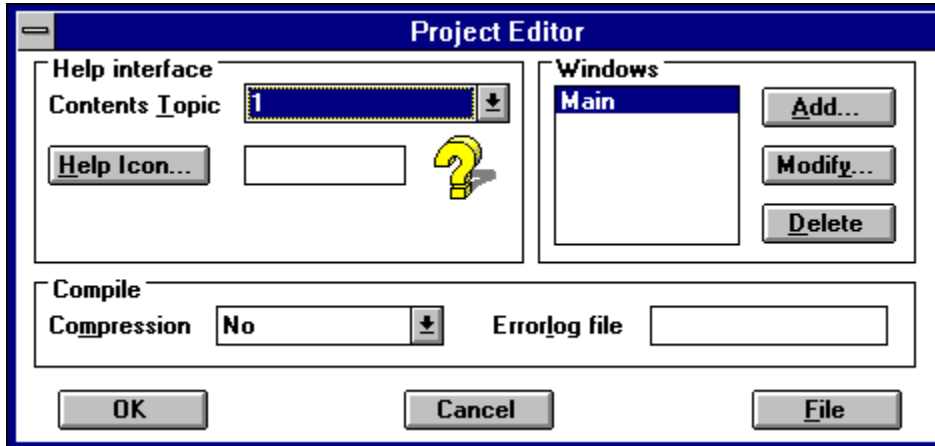 Project Editor
Help interface
Contents Topic 1
Help Icon...
Windows
Main
Add...
Modify...
Delete
Compile
Compression No
Errorlog file
OK
Cancel
File